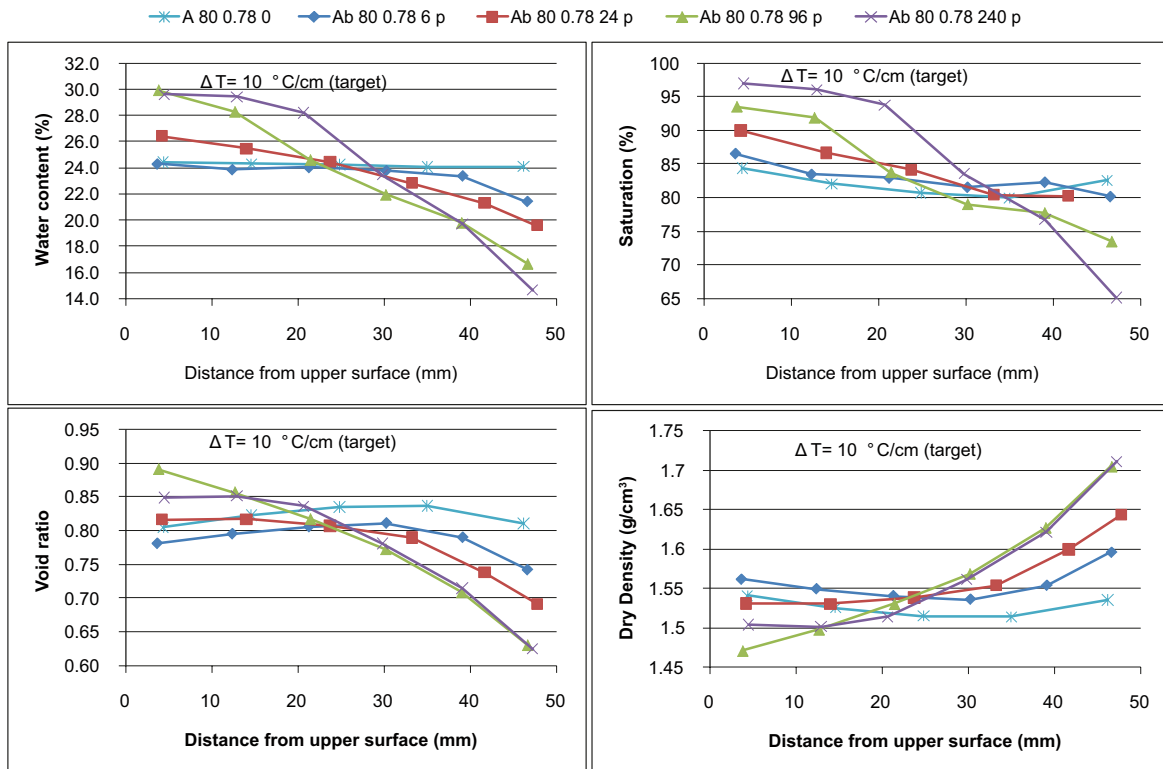 A 80 0.78 0 Ab 80 0.78 6 p Ab 80 0.78 24 p Ab 80 0.78 96 p Ab 80 0.78 240 p
Δ T= 10 °C/cm (target)
Water content (%)
32.0
30.0
28.0
26.0
24.0
22.0
20.0
18.0
16.0
14.0
0 10 20 30 40 50
Distance from upper surface (mm)
Δ T= 10 °C/cm (target)
Saturation (%)
100
95
90
85
80
75
70
65
0 10 20 30 40 50
Distance from upper surface (mm)
Δ T= 10 °C/cm (target)
Void ratio
0.95
0.90
0.85
0.80
0.75
0.70
0.65
0.60
0 10 20 30 40 50
Distance from upper surface (mm)
Δ T= 10 °C/cm (target)
Dry Density (g/cm³)
1.75
1.7
1.65
1.6
1.55
1.5
1.45
0 10 20 30 40 50
Distance from upper surface (mm)